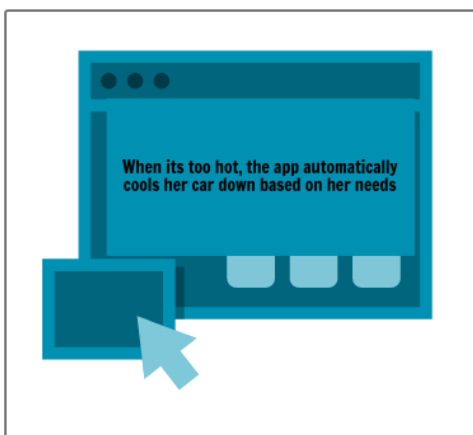 When its too hot, the app automatically
cools her car down based on her needs